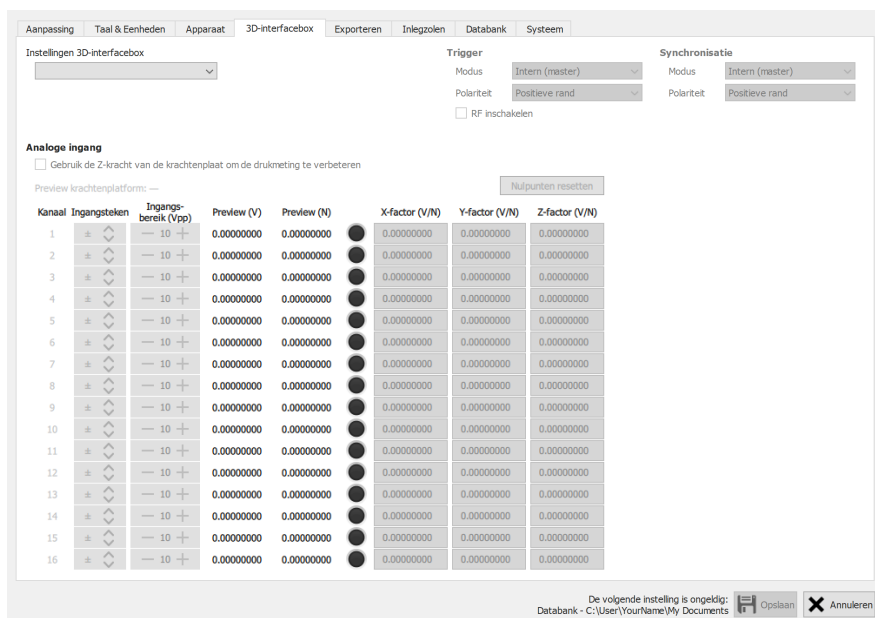 Aanpassing Taal & Eenheden Apparaat 3D-interfacebox Exporteren Inlegzolen Databank Systeem
Instellingen 3D-interfacebox Trigger Synchronisatie
Modus Intern (master) Modus Intern (master)
Polariteit Positieve rand Polariteit Positieve rand
RF inschakelen
Analoge ingang
Gebruik de Z-kracht van de krachtenplaat om de drukmeting te verbeteren
Preview krachtenplatform: --- Nulpunten resetten
Kanaal Ingangsteken Ingangs-bereik (Vpp) Preview (V) Preview (N) X-factor (V/N) Y-factor (V/N) Z-factor (V/N)
1 ± 10 0.00000000 0.00000000 0.00000000 0.00000000 0.00000000
2 ± 10 0.00000000 0.00000000 0.00000000 0.00000000 0.00000000
3 ± 10 0.00000000 0.00000000 0.00000000 0.00000000 0.00000000
4 ± 10 0.00000000 0.00000000 0.00000000 0.00000000 0.00000000
5 ± 10 0.00000000 0.00000000 0.00000000 0.00000000 0.00000000
6 ± 10 0.00000000 0.00000000 0.00000000 0.00000000 0.00000000
7 ± 10 0.00000000 0.00000000 0.00000000 0.00000000 0.00000000
8 ± 10 0.00000000 0.00000000 0.00000000 0.00000000 0.00000000
9 ± 10 0.00000000 0.00000000 0.00000000 0.00000000 0.00000000
10 ± 10 0.00000000 0.00000000 0.00000000 0.00000000 0.00000000
11 ± 10 0.00000000 0.00000000 0.00000000 0.00000000 0.00000000
12 ± 10 0.00000000 0.00000000 0.00000000 0.00000000 0.00000000
13 ± 10 0.00000000 0.00000000 0.00000000 0.00000000 0.00000000
14 ± 10 0.00000000 0.00000000 0.00000000 0.00000000 0.00000000
15 ± 10 0.00000000 0.00000000 0.00000000 0.00000000 0.00000000
16 ± 10 0.00000000 0.00000000 0.00000000 0.00000000 0.00000000
De volgende instelling is ongeldig:
Databank - C:\User\YourName\My Documents Opslaan Annuleren